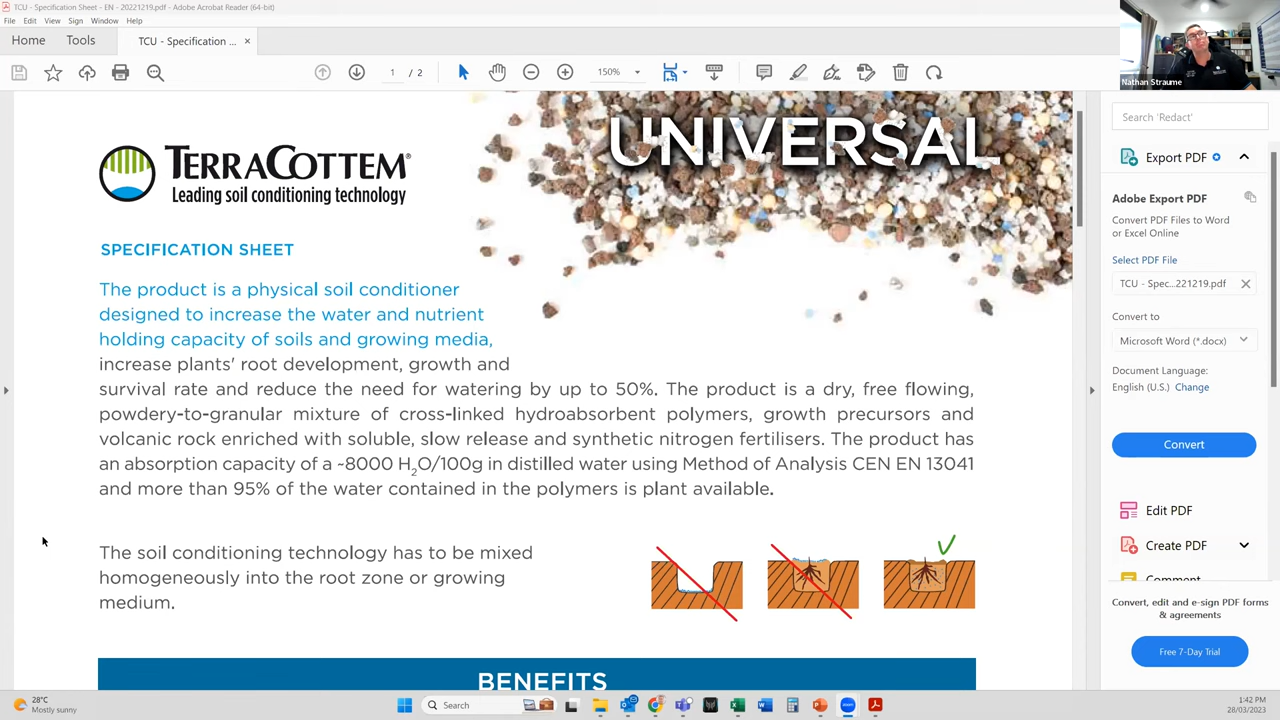 TCU - Specification Sheet - EN - 20221219.pdf - Adobe Acrobat Reader (64-bit)
File Edit View Sign Window Help
Home Tools TCU - Specification ... ×
1 / 2 150%
Nathan Straume
UNIVERSAL
TERRACOTTEM®
Leading soil conditioning technology
SPECIFICATION SHEET
The product is a physical soil conditioner
designed to increase the water and nutrient
holding capacity of soils and growing media,
increase plants' root development, growth and
survival rate and reduce the need for watering by up to 50%. The product is a dry, free flowing,
powdery-to-granular mixture of cross-linked hydroabsorbent polymers, growth precursors and
volcanic rock enriched with soluble, slow release and synthetic nitrogen fertilisers. The product has
an absorption capacity of a ~8000 H2O/100g in distilled water using Method of Analysis CEN EN 13041
and more than 95% of the water contained in the polymers is plant available.
The soil conditioning technology has to be mixed
homogeneously into the root zone or growing
medium.
BENEFITS
Search 'Redact'
Export PDF
Adobe Export PDF
Convert PDF Files to Word
or Excel Online
Select PDF File
TCU - Spec...221219.pdf
Convert to
Microsoft Word (*.docx)
Document Language:
English (U.S.) Change
Convert
Edit PDF
Create PDF
Comment
Convert, edit and e-sign PDF forms
& agreements
Free 7-Day Trial
28°C
Mostly sunny
Search
1:42 PM
28/03/2023